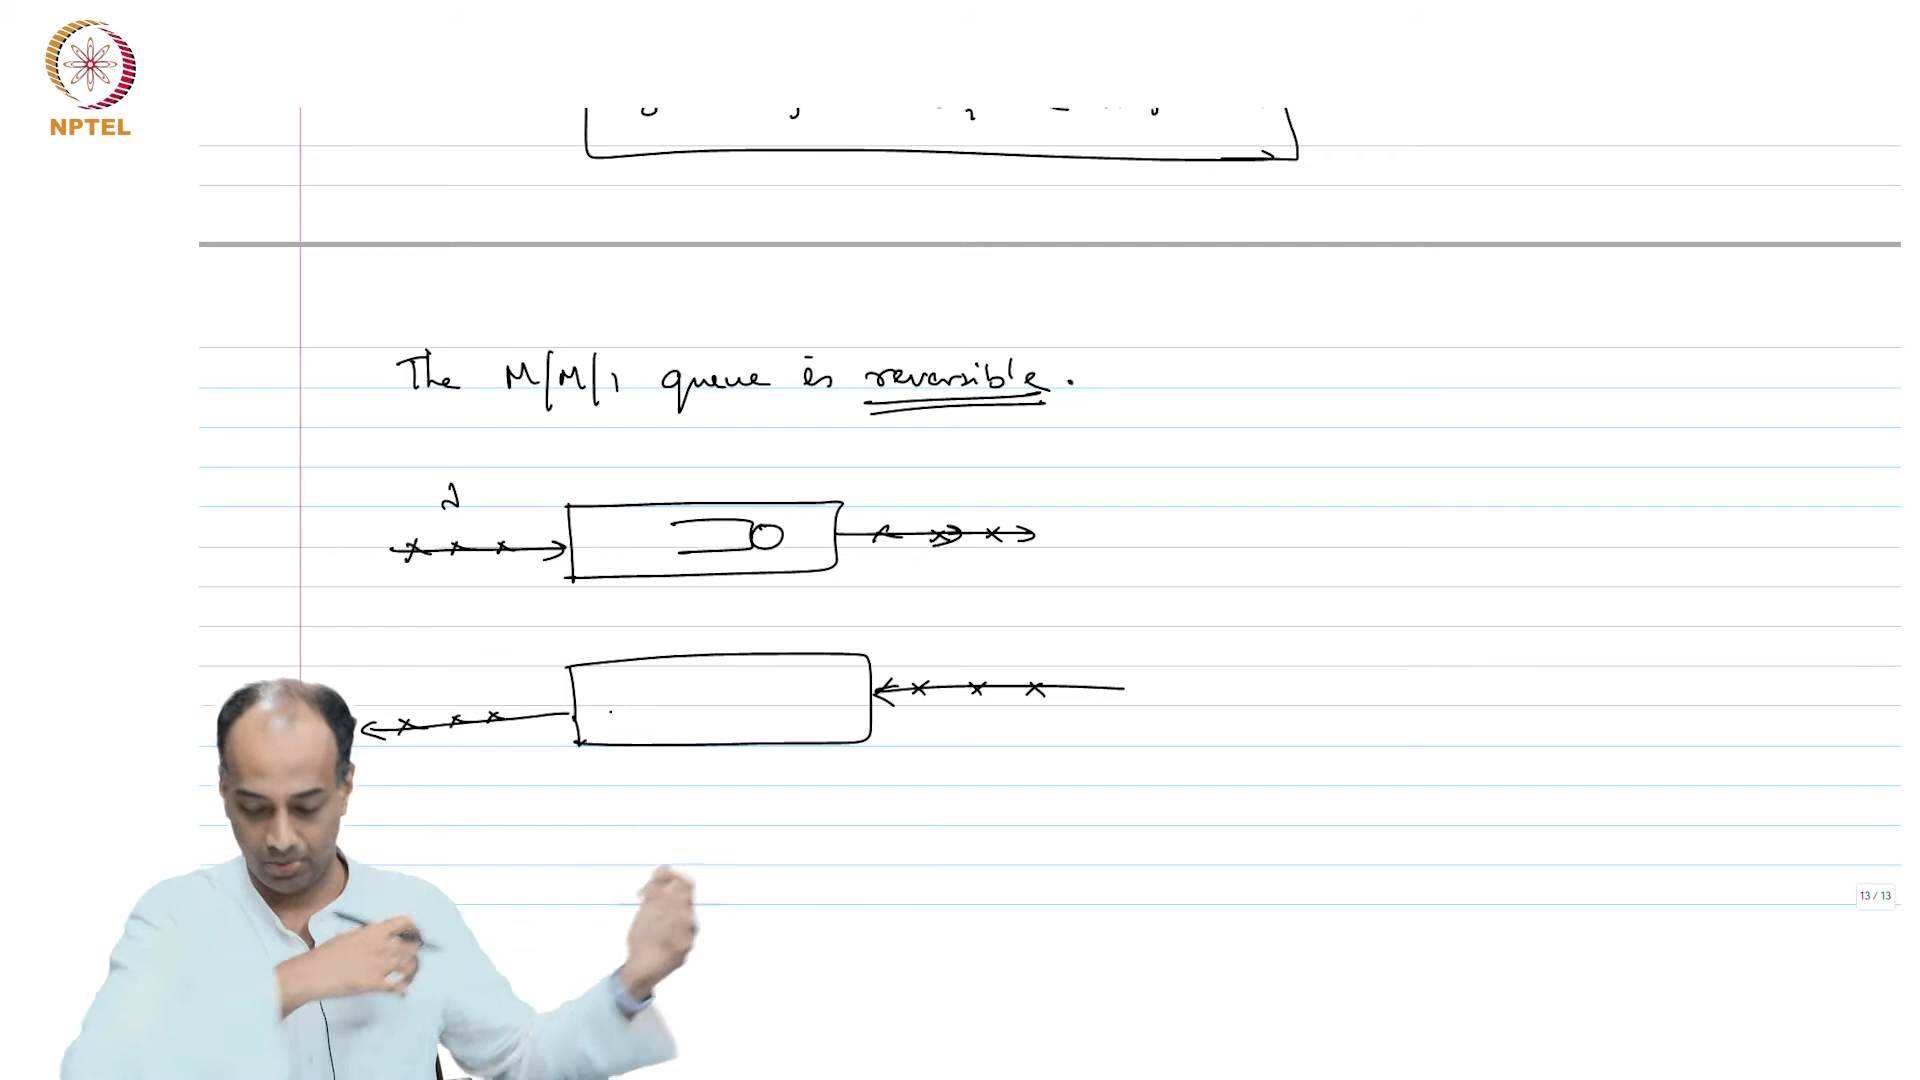 NPTEL
The M/M/1 queue is reversible.
λ
13 / 13